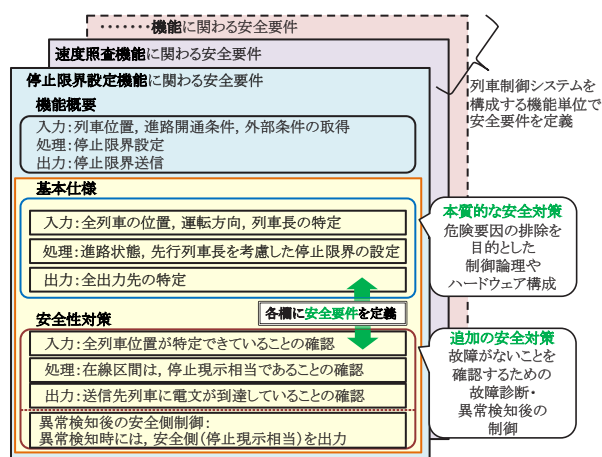 ・・・・・・・機能に関わる安全要件
速度照査機能に関わる安全要件
停止限界設定機能に関わる安全要件
機能概要
入力：列車位置，進路開通条件，外部条件の取得
処理：停止限界設定
出力：停止限界送信
列車制御システムを
構成する機能単位で
安全要件を定義
基本仕様
入力：全列車の位置，運転方向，列車長の特定
処理：進路状態，先行列車長を考慮した停止限界の設定
出力：全出力先の特定
本質的な安全対策
危険要因の排除を
目的とした
制御論理や
ハードウェア構成
各欄に安全要件を定義
安全性対策
入力：全列車位置が特定できていることの確認
処理：在線区間は，停止現示相当であることの確認
出力：送信先列車に電文が到達していることの確認
異常検知後の安全側制御：
異常検知時には，安全側（停止現示相当）を出力
追加の安全対策
故障がないことを
確認するための
故障診断・
異常検知後の
制御